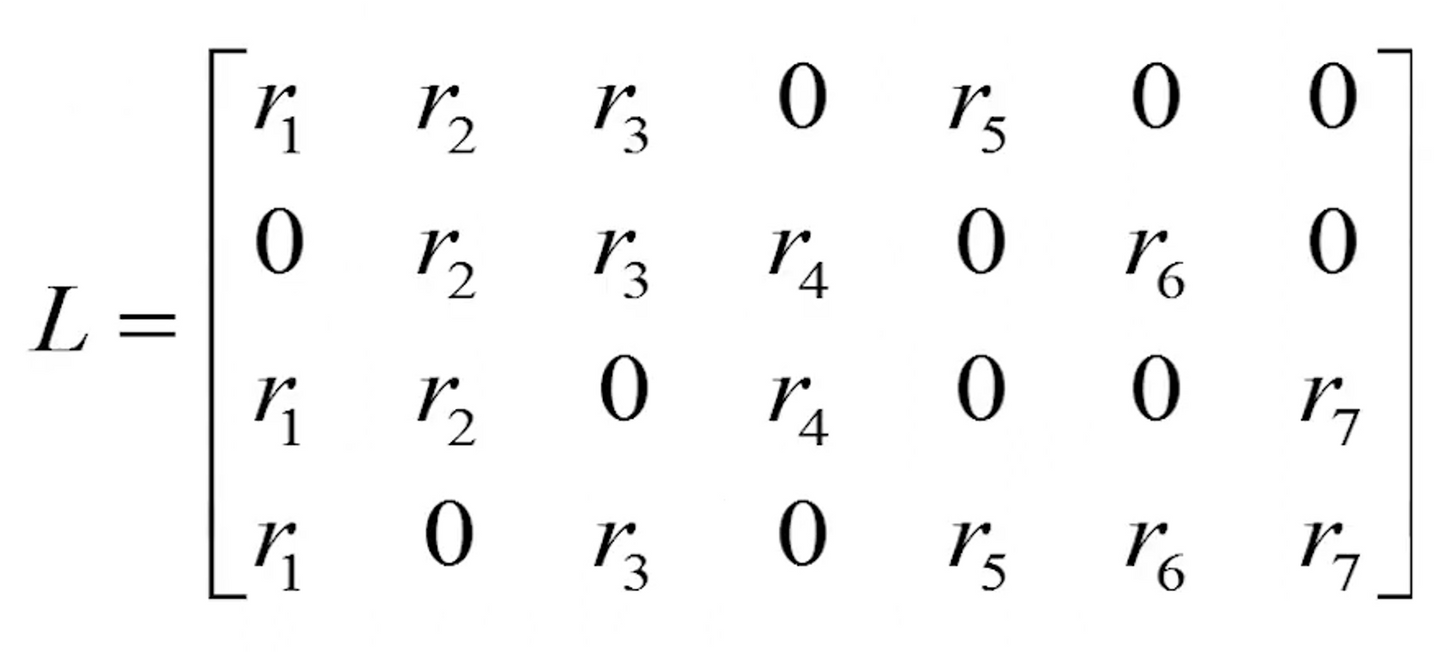 r₁ r₂ r₃ 0 r₅ 0 0
0 r₂ r₃ r₄ 0 r₆ 0
L =
r₁ r₂ 0 r₄ 0 0 r₇
r₁ 0 r₃ 0 r₅ r₆ r₇